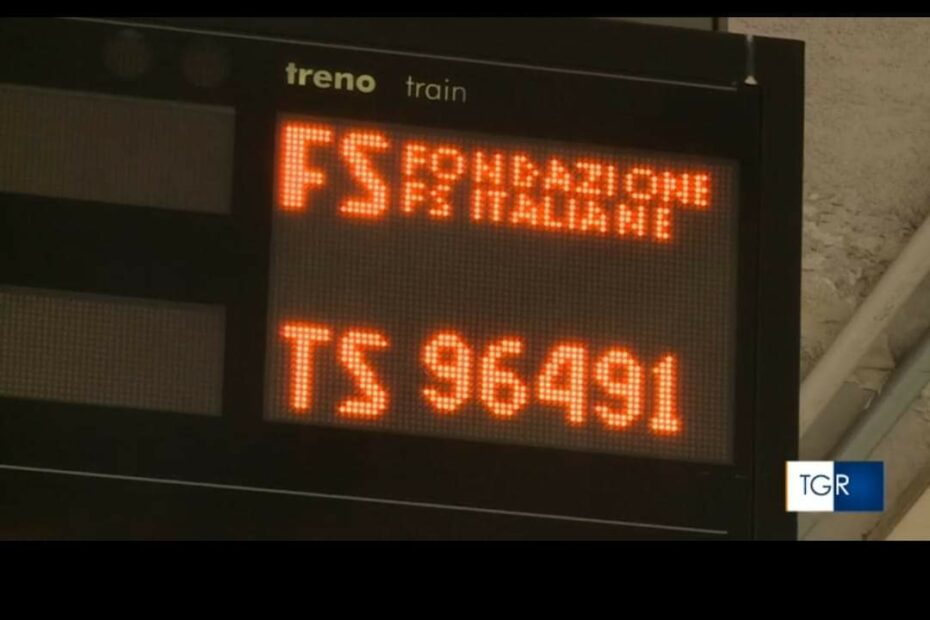 treno train
FS FONDAZIONE
FS ITALIANE
TS 96491
TGR